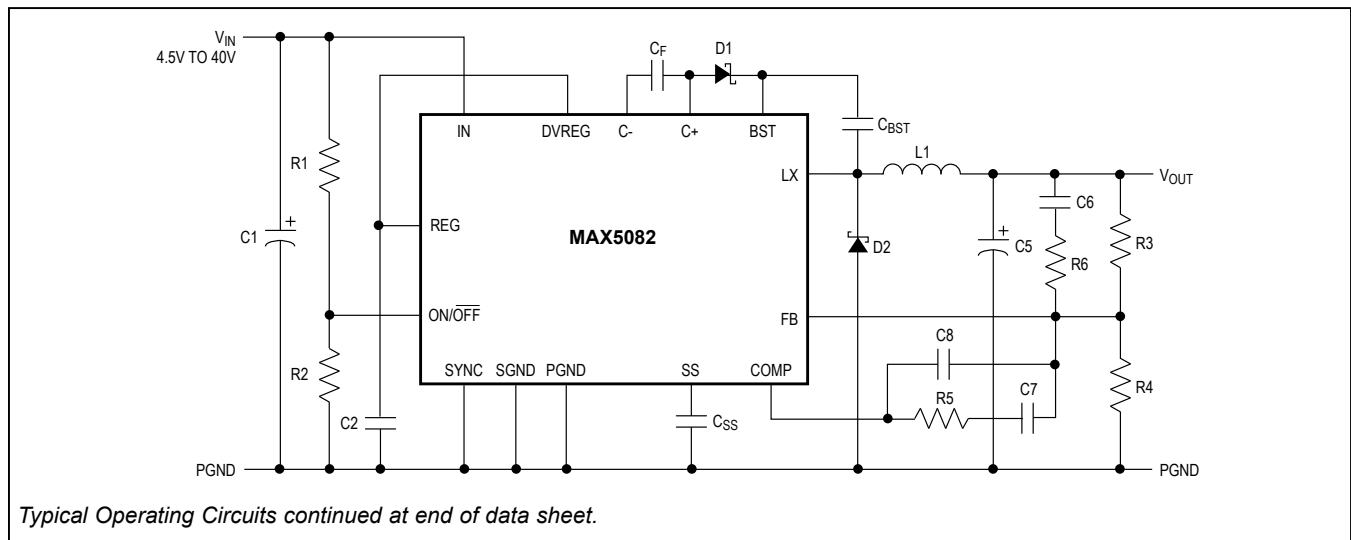 V_IN
4.5V TO 40V
C_F
D1
IN
DVREG
C-
C+
BST
C_BST
R1
LX
L1
V_OUT
C6
C1
+
REG
MAX5082
D2
+
C5
R3
R6
ON/OFF
FB
R2
C8
SYNC
SGND
PGND
SS
COMP
R5
C7
R4
C2
C_SS
PGND
PGND
Typical Operating Circuits continued at end of data sheet.